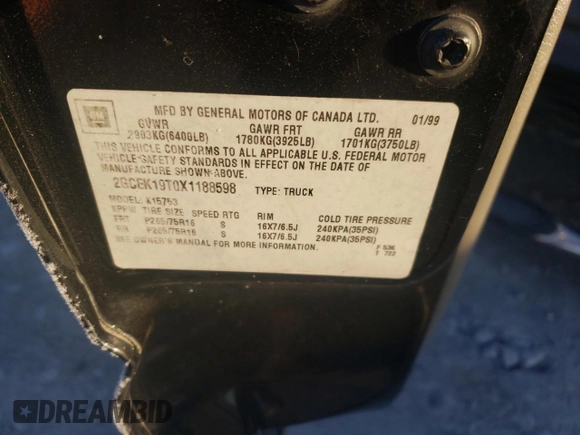 MFD BY GENERAL MOTORS OF CANADA LTD. 01/99
GVWR GAWR FRT GAWR RR
2903KG(6400LB) 1780KG(3925LB) 1701KG(3750LB)
THIS VEHICLE CONFORMS TO ALL APPLICABLE U.S. FEDERAL MOTOR
VEHICLE SAFETY STANDARDS IN EFFECT ON THE DATE OF
MANUFACTURE SHOWN ABOVE.
2GCEK19T0X1188598 TYPE: TRUCK
MODEL: K15753
TIRE SIZE SPEED RTG RIM COLD TIRE PRESSURE
FRT P265/75R16 S 16X7/6.5J 240KPA(35PSI)
RR P265/75R16 S 16X7/6.5J 240KPA(35PSI)
SEE OWNER'S MANUAL FOR MORE INFORMATION.
F 536
T 722
DREAMBID